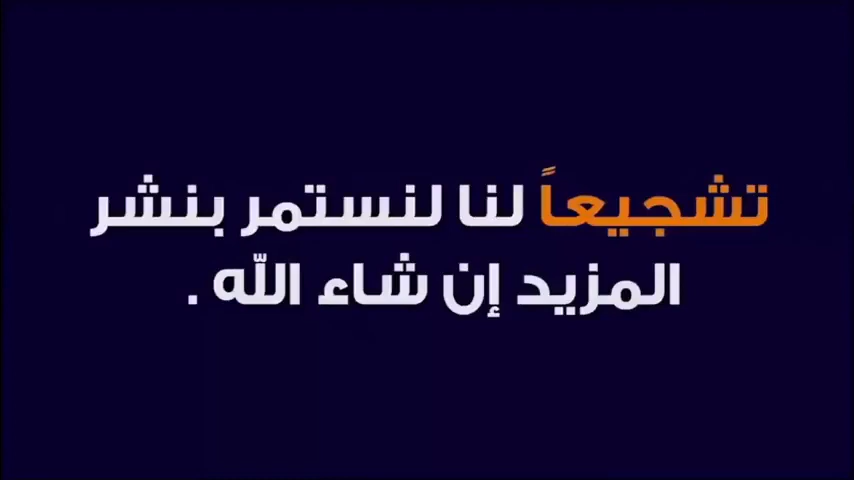 تشجيعاً لنا لنستمر بنشر
المزيد إن شاء الله .